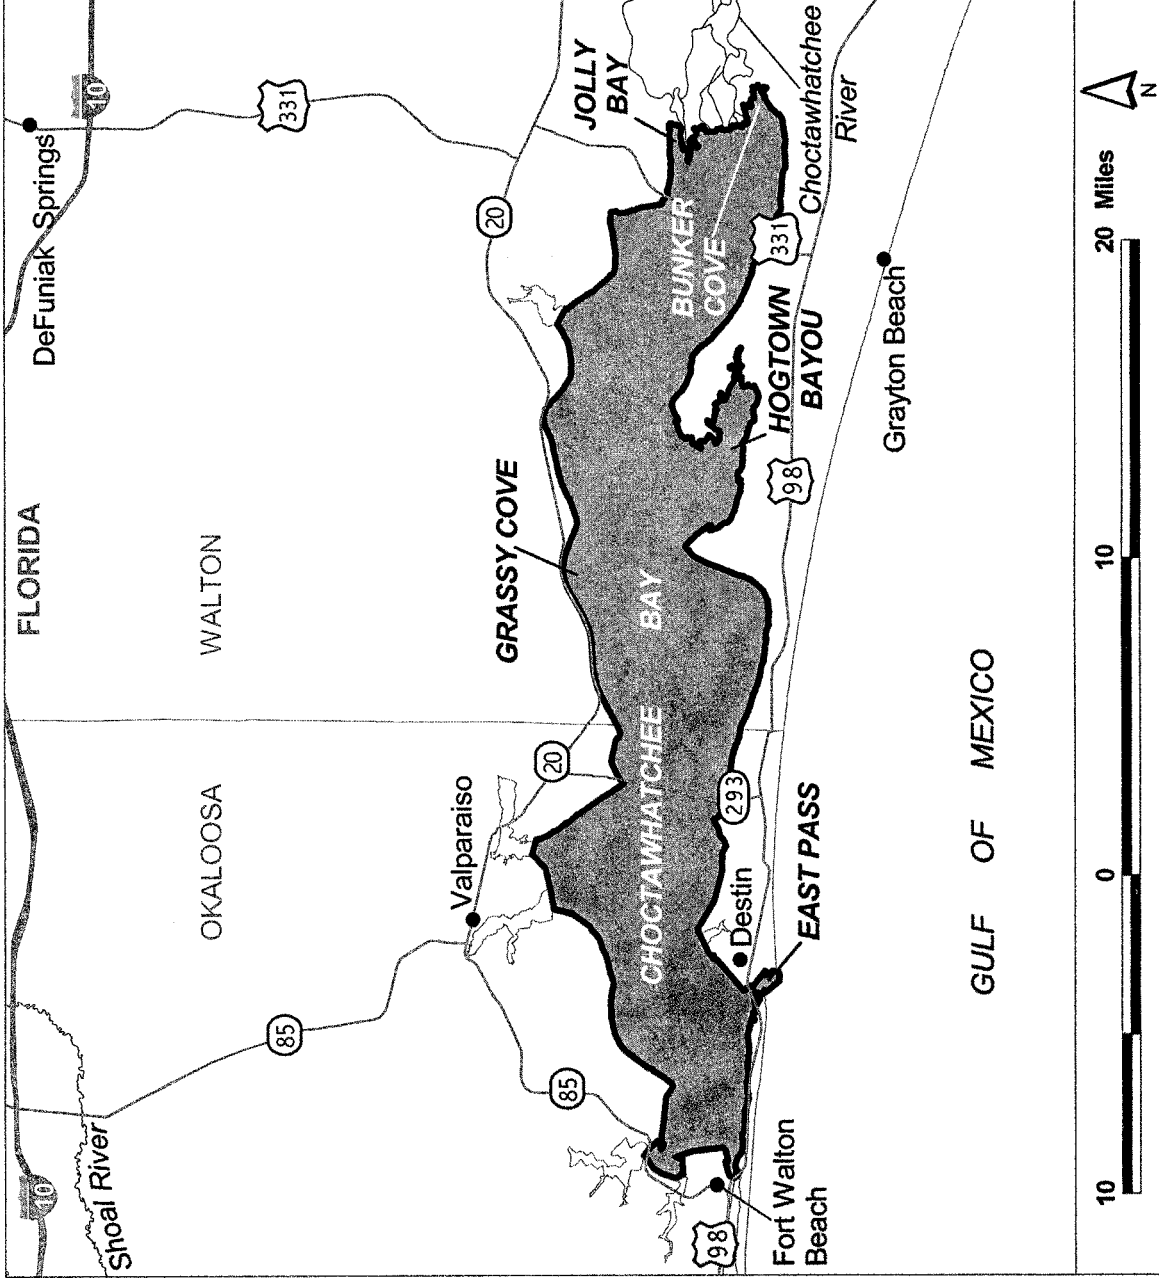 FLORIDA
DeFuniak Springs
10
10
Shoal River
OKALOOSA
WALTON
331
85
Valparaiso
20
20
85
GRASSY COVE
JOLLY
BAY
CHOCTAWHATCHEE BAY
BUNKER
COVE
Choctawhatchee
River
331
HOGTOWN
BAYOU
98
293
Destin
EAST PASS
Fort Walton
Beach
98
Grayton Beach
GULF OF MEXICO
10 0 10 20 Miles
N